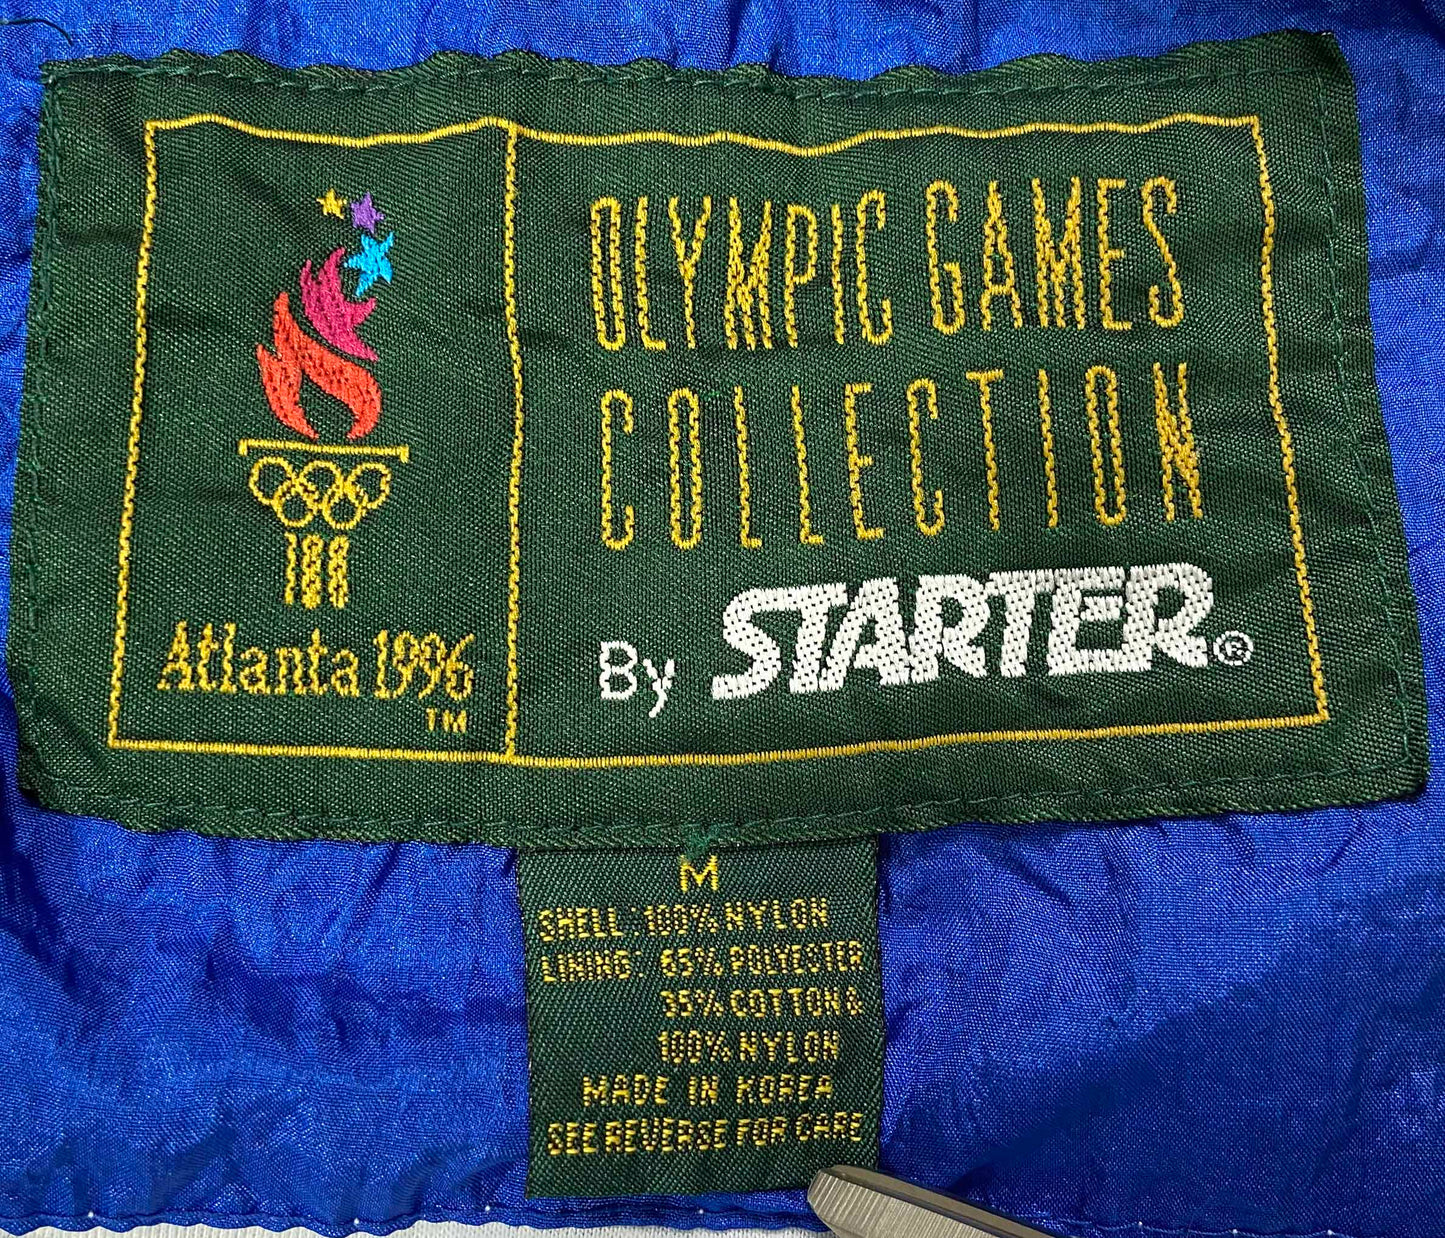 Atlanta 1996
TM
OLYMPIC GAMES
COLLECTION
By STARTER®
M
SHELL: 100% NYLON
LINING: 65% POLYESTER
35% COTTON &
100% NYLON
MADE IN KOREA
SEE REVERSE FOR CARE